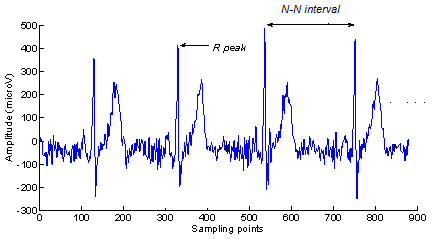 N-N interval
500
400
300
200
100
0
-100
-200
-300
R peak
Amplitude (microV)
0 100 200 300 400 500 600 700 800 900
Sampling points